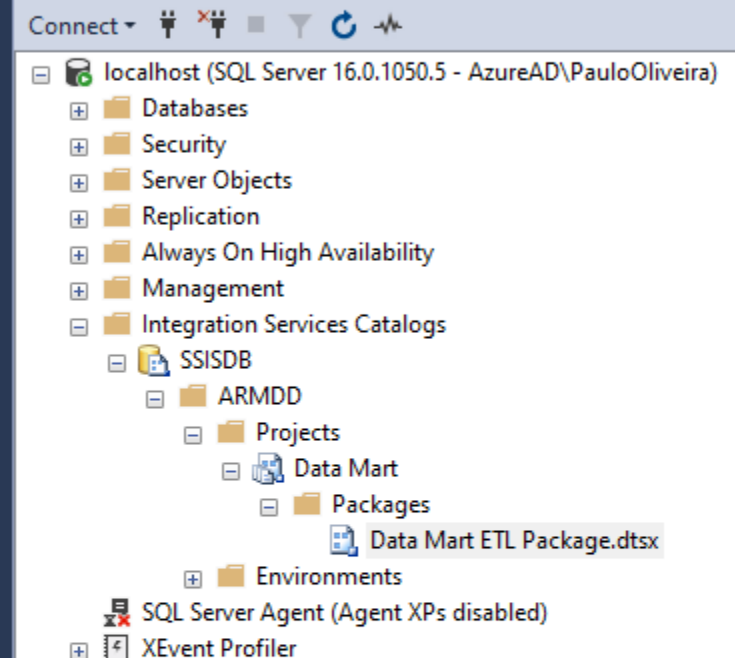 Connect
localhost (SQL Server 16.0.1050.5 - AzureAD\PauloOliveira)
Databases
Security
Server Objects
Replication
Always On High Availability
Management
Integration Services Catalogs
SSISDB
ARMDD
Projects
Data Mart
Packages
Data Mart ETL Package.dtsx
Environments
SQL Server Agent (Agent XPs disabled)
XEvent Profiler